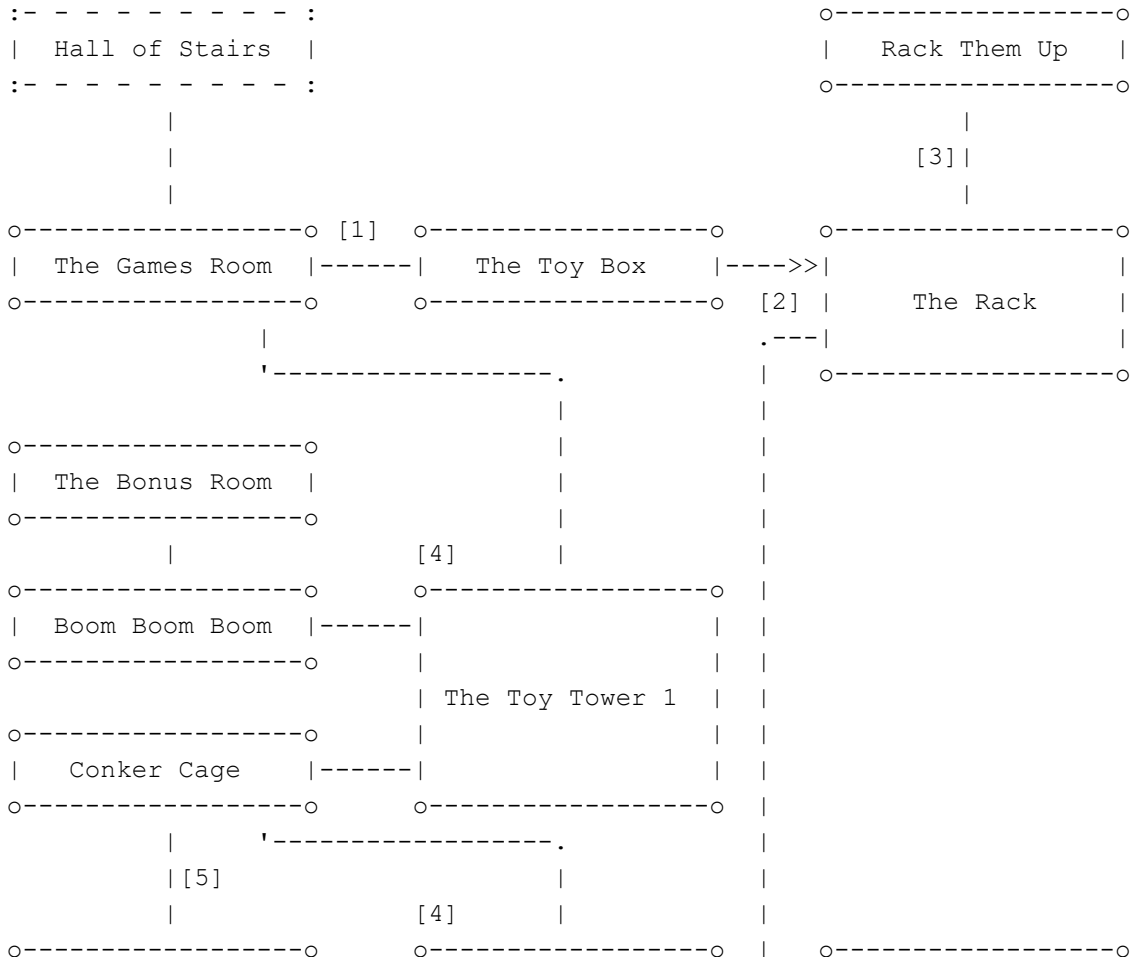 :- - - - - - - - - :                               o------------------o
|  Hall of Stairs  |                               |   Rack Them Up   |
:- - - - - - - - - :                               o------------------o
          |                                                 |
          |                                              [3]|
          |                                                 |
o------------------o [1]  o------------------o      o------------------o
|  The Games Room  |------|   The Toy Box    |---->>|                  |
o------------------o      o------------------o  [2] |     The Rack     |
                |                               .---|                  |
                '------------------.            |   o------------------o
                                   |            |
o------------------o               |            |
|  The Bonus Room  |               |            |
o------------------o               |            |
          |               [4]      |            |
o------------------o      o------------------o  |
|  Boom Boom Boom  |------|                  |  |
o------------------o      |                  |  |
                          | The Toy Tower 1  |  |
o------------------o      |                  |  |
|   Conker Cage    |------|                  |  |
o------------------o      o------------------o  |
          |     '------------------.            |
          |[5]                     |            |
          |               [4]      |            |
o------------------o      o------------------o  |   o------------------o